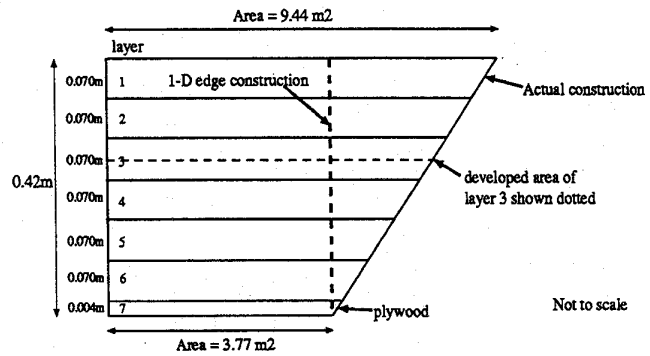 Area = 9.44 m2
layer
0.070m
1
1-D edge construction
Actual construction
0.070m
2
0.070m
3
0.42m
developed area of
layer 3 shown dotted
0.070m
4
0.070m
5
0.070m
6
0.004m
7
plywood
Not to scale
Area = 3.77 m2